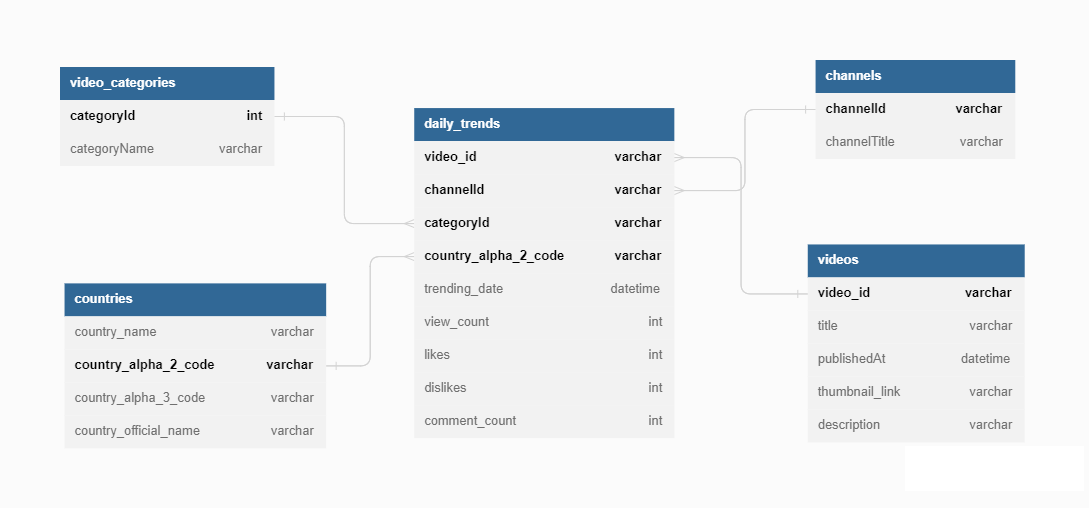 video_categories
categoryId int
categoryName varchar
countries
country_name varchar
country_alpha_2_code varchar
country_alpha_3_code varchar
country_official_name varchar
daily_trends
video_id varchar
channelId varchar
categoryId varchar
country_alpha_2_code varchar
trending_date datetime
view_count int
likes int
dislikes int
comment_count int
channels
channelId varchar
channelTitle varchar
videos
video_id varchar
title varchar
publishedAt datetime
thumbnail_link varchar
description varchar